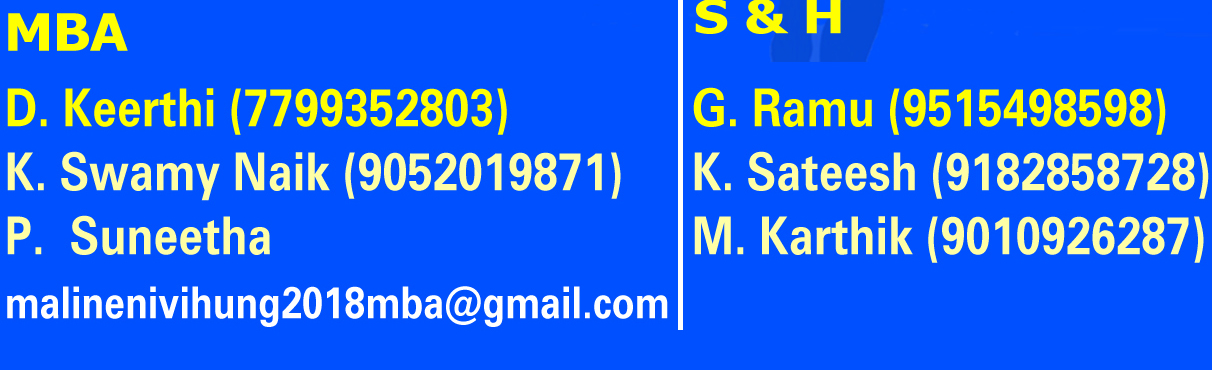 MBA
D. Keerthi (7799352803)
K. Swamy Naik (9052019871)
P. Suneetha
malinenivihung2018mba@gmail.com
S & H
G. Ramu (9515498598)
K. Sateesh (9182858728)
M. Karthik (9010926287)